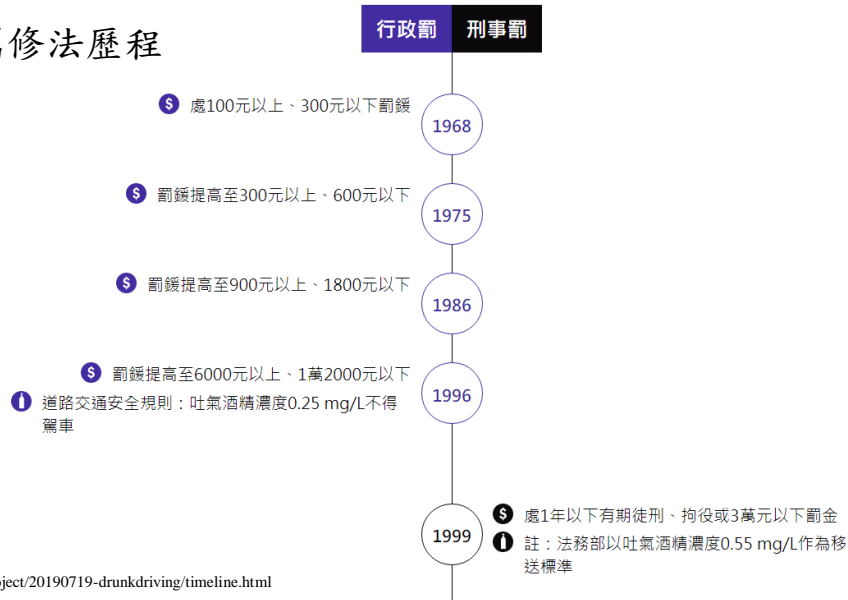 修法歷程
行政罰 刑事罰
處100元以上、300元以下罰鍰
1968
罰鍰提高至300元以上、600元以下
1975
罰鍰提高至900元以上、1800元以下
1986
罰鍰提高至6000元以上、1萬2000元以下
1996
道路交通安全規則：吐氣酒精濃度0.25 mg/L不得
駕車
1999
處1年以下有期徒刑、拘役或3萬元以下罰金
註：法務部以吐氣酒精濃度0.55 mg/L作為移
送標準
ject/20190719-drunkdriving/timeline.html